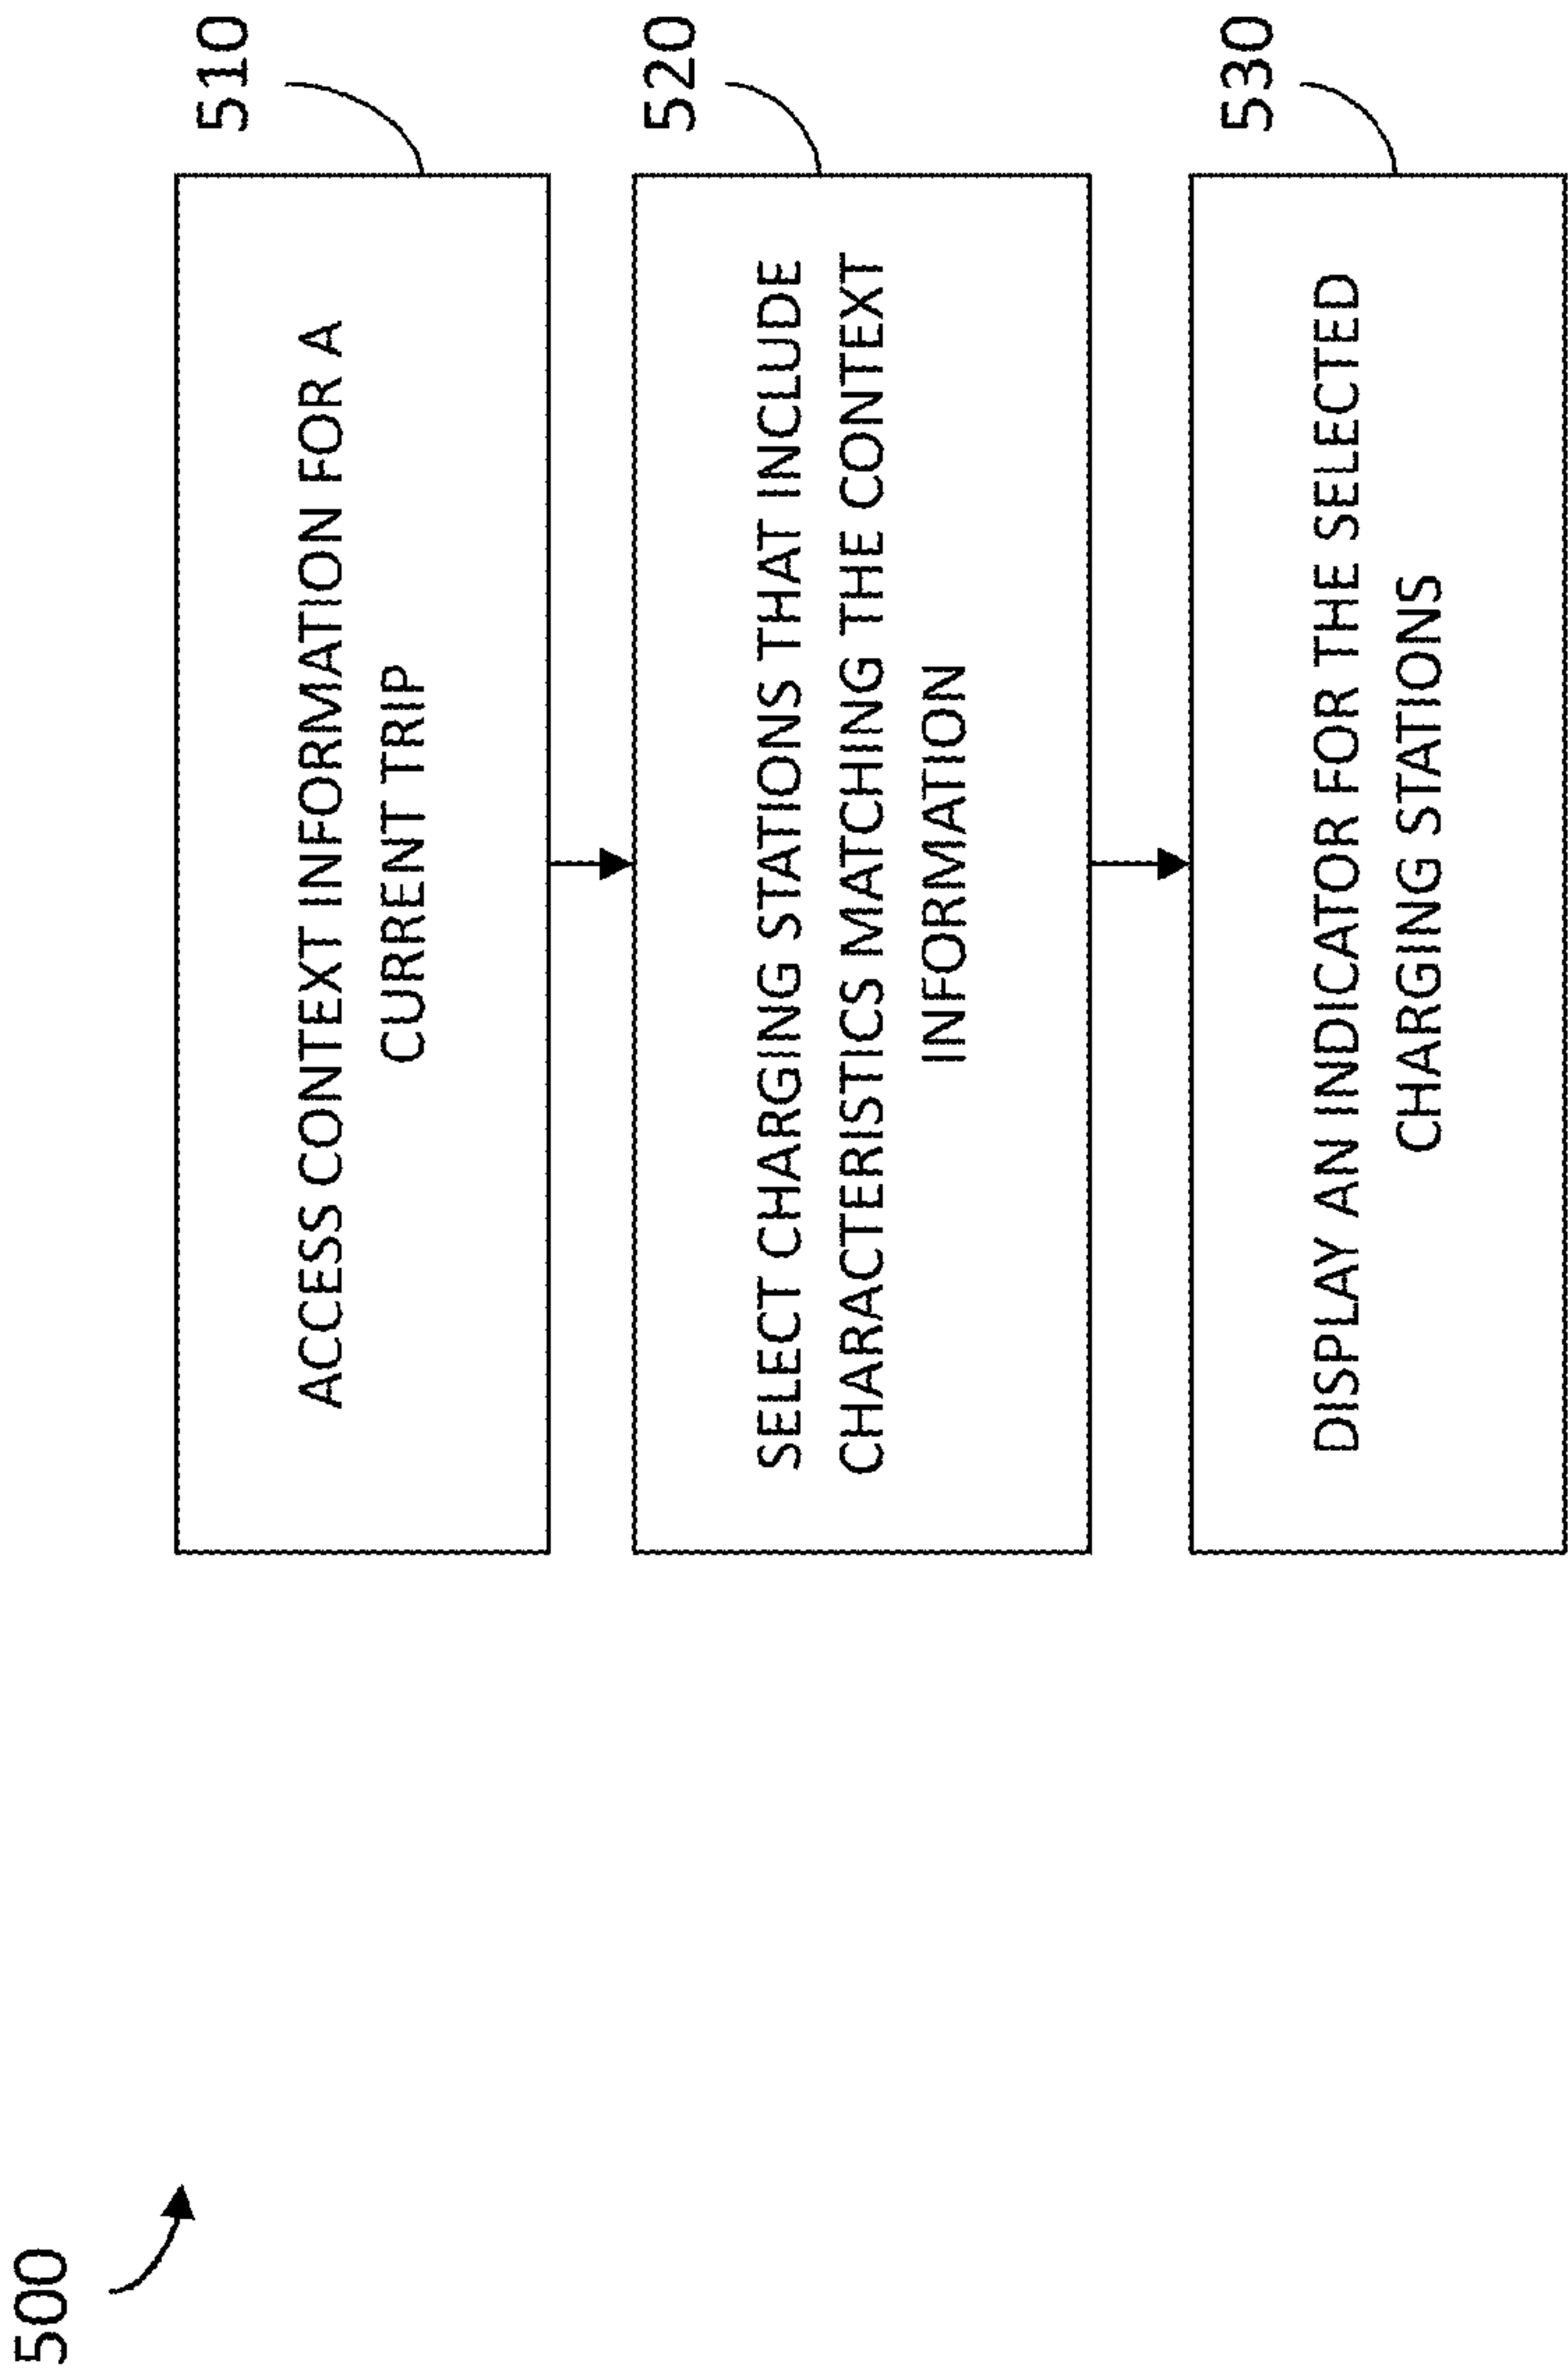 500
510
ACCESS CONTEXT INFORMATION FOR A
CURRENT TRIP
520
SELECT CHARGING STATIONS THAT INCLUDE
CHARACTERISTICS MATCHING THE CONTEXT
INFORMATION
530
DISPLAY AN INDICATOR FOR THE SELECTED
CHARGING STATIONS